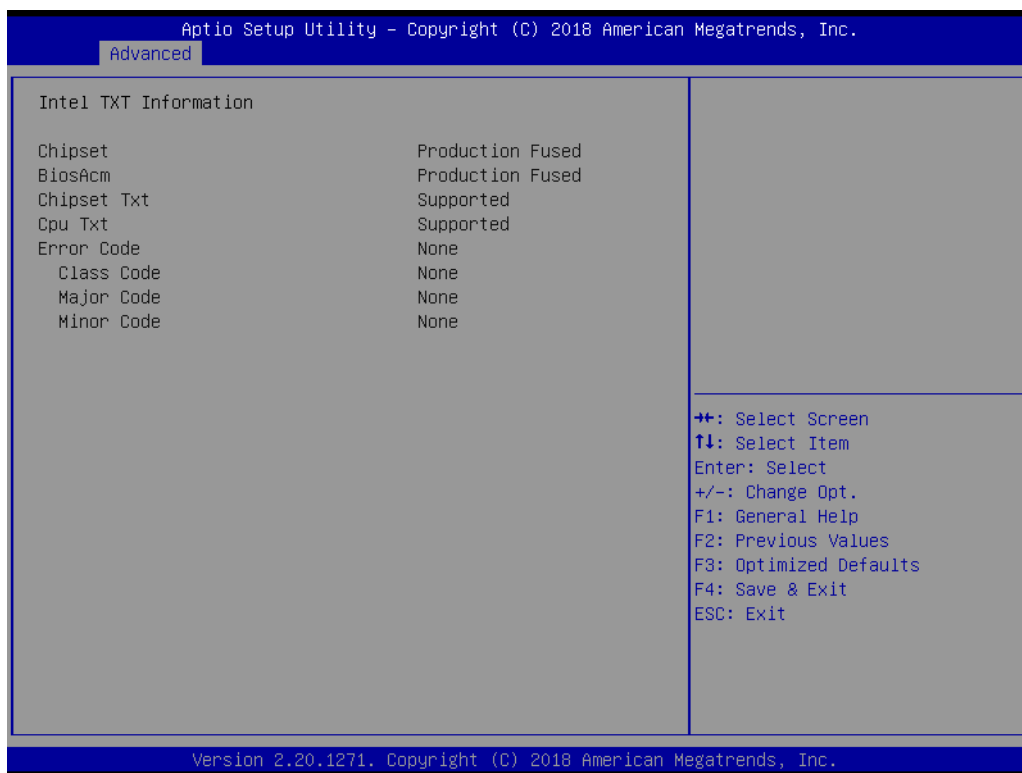 Aptio Setup Utility – Copyright (C) 2018 American Megatrends, Inc.
Advanced
Intel TXT Information
Chipset Production Fused
BiosAcm Production Fused
Chipset Txt Supported
Cpu Txt Supported
Error Code None
Class Code None
Major Code None
Minor Code None
→←: Select Screen
↑↓: Select Item
Enter: Select
+/-: Change Opt.
F1: General Help
F2: Previous Values
F3: Optimized Defaults
F4: Save & Exit
ESC: Exit
Version 2.20.1271. Copyright (C) 2018 American Megatrends, Inc.